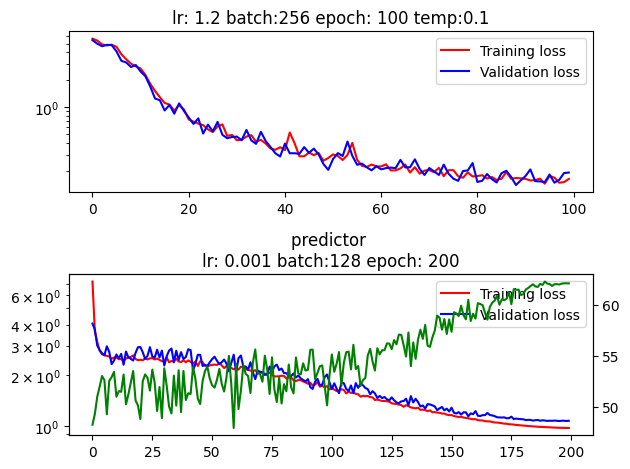 lr: 1.2 batch:256 epoch: 100 temp:0.1
Training loss
Validation loss
10⁰
0 20 40 60 80 100
predictor
lr: 0.001 batch:128 epoch: 200
Training loss
Validation loss
6 × 10⁰
4 × 10⁰
3 × 10⁰
2 × 10⁰
10⁰
60
55
50
0 25 50 75 100 125 150 175 200